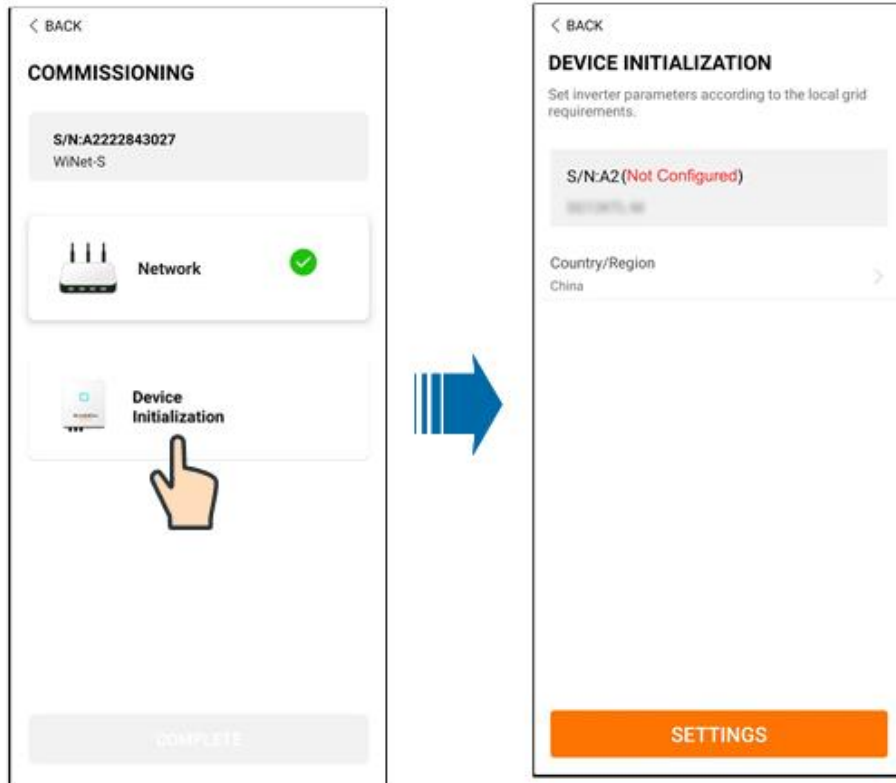 < BACK
COMMISSIONING
S/N:A2222843027
WiNet-S
Network
Device
Initialization
COMPLETE
< BACK
DEVICE INITIALIZATION
Set inverter parameters according to the local grid
requirements.
S/N:A2(Not Configured)
Country/Region
China
SETTINGS